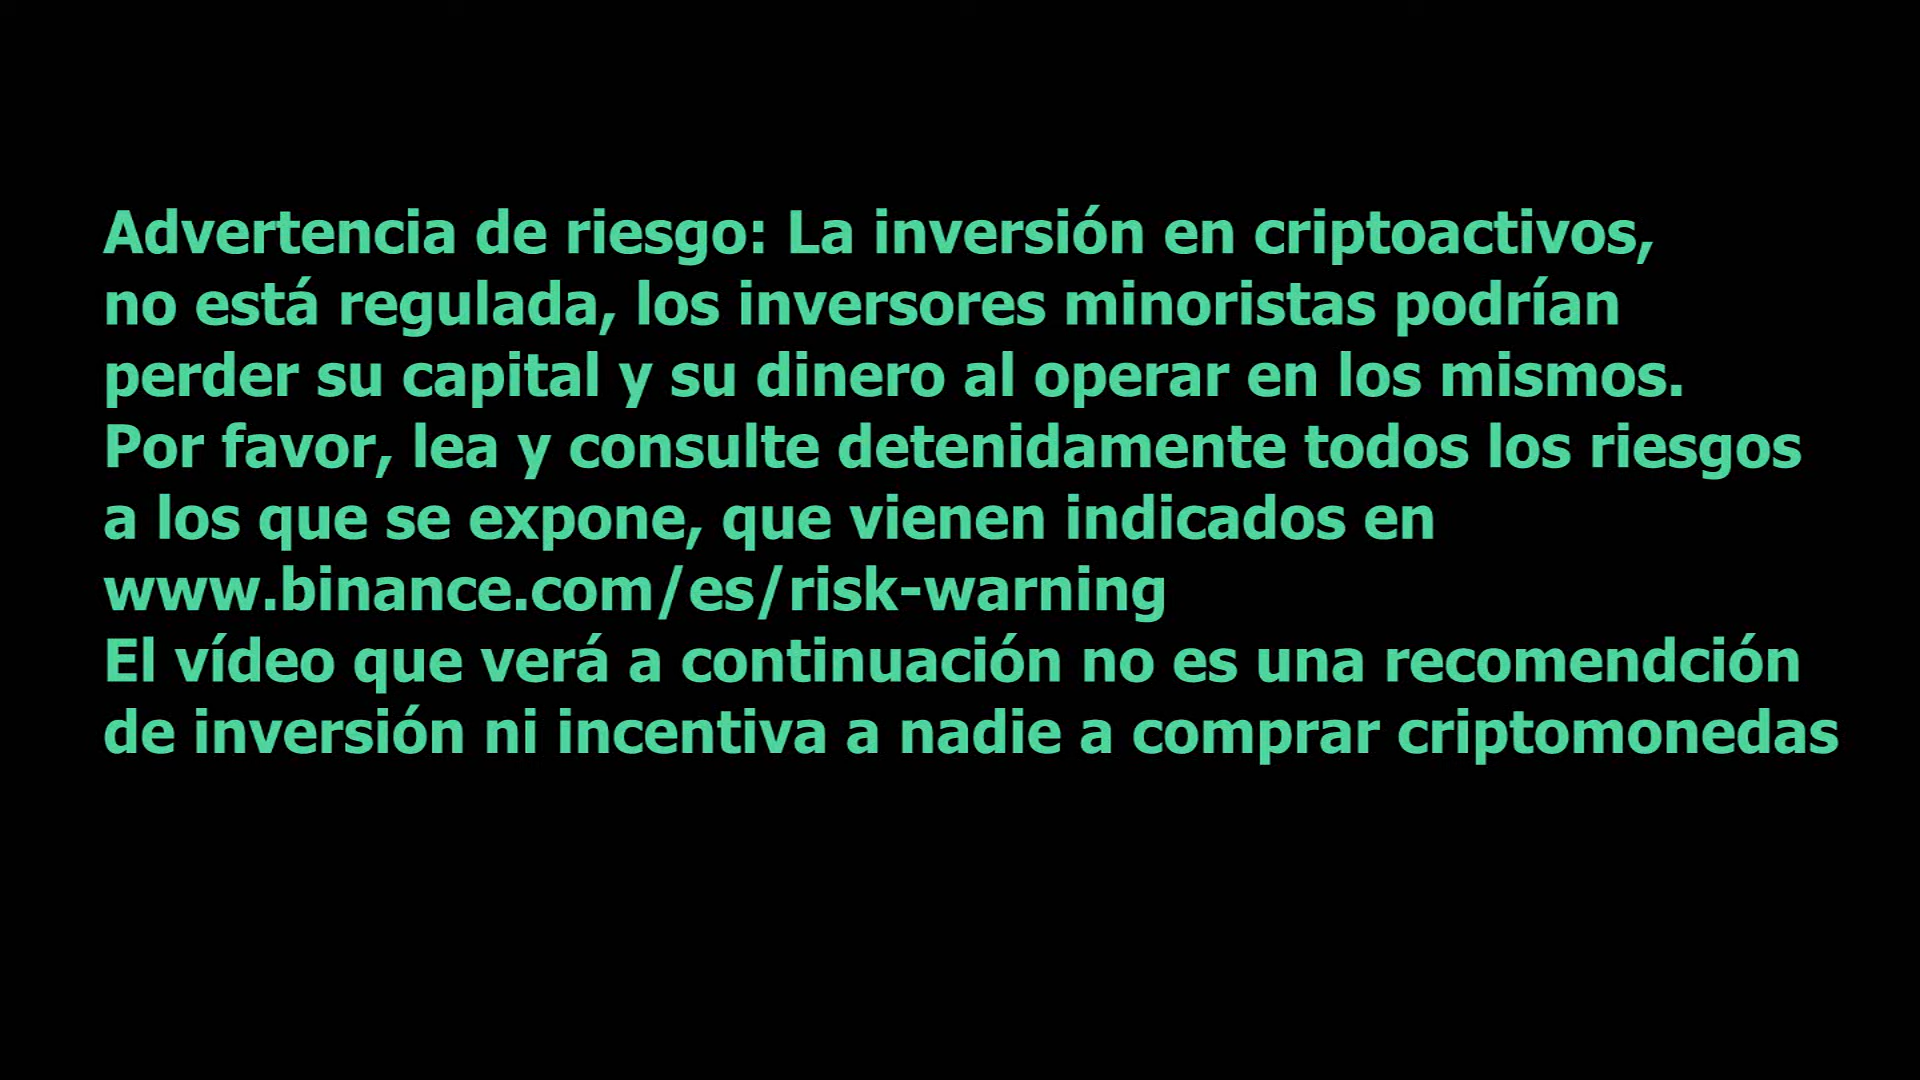 Advertencia de riesgo: La inversión en criptoactivos,
no está regulada, los inversores minoristas podrían
perder su capital y su dinero al operar en los mismos.
Por favor, lea y consulte detenidamente todos los riesgos
a los que se expone, que vienen indicados en
www.binance.com/es/risk-warning
El vídeo que verá a continuación no es una recomendción
de inversión ni incentiva a nadie a comprar criptomonedas